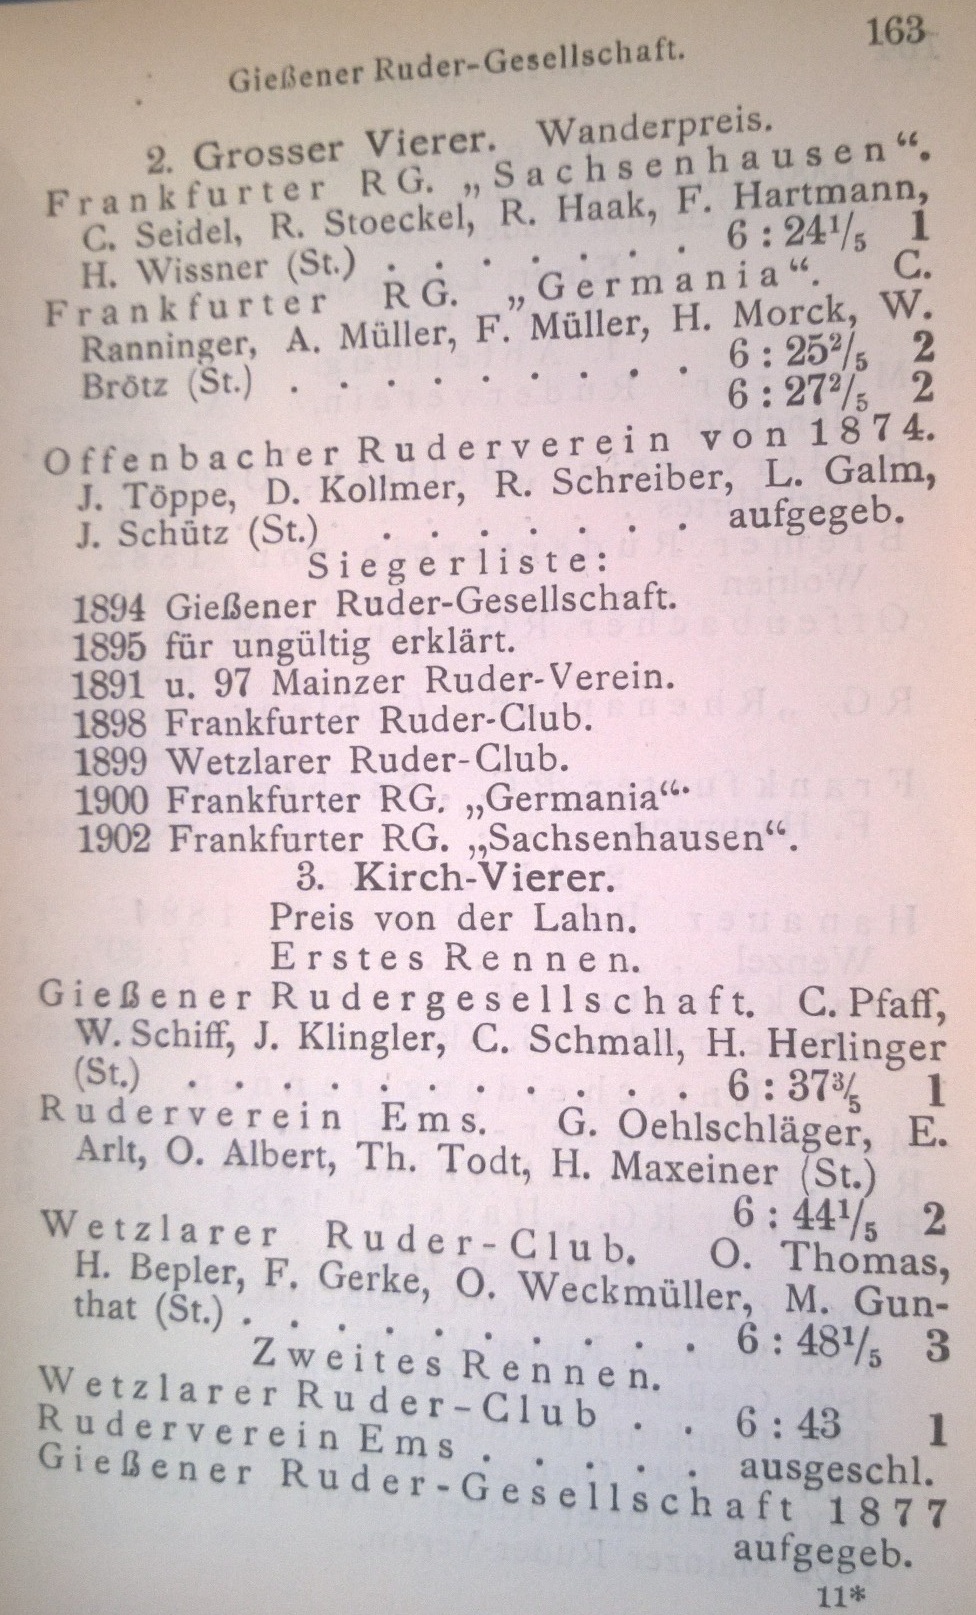 163
Gießener Ruder-Gesellschaft.
2. Grosser Vierer. Wanderpreis.
Frankfurter RG. „Sachsenhausen“.
C. Seidel, R. Stoeckel, R. Haak, F. Hartmann,
H. Wissner (St.) . . . . . . . 6 : 24¹/₅ 1
Frankfurter RG. „Germania“. C.
Ranninger, A. Müller, F. Müller, H. Morck, W.
Brötz (St.) . . . . . . . . . 6 : 25²/₅ 2
6 : 27²/₅ 2
Offenbacher Ruderverein von 1874.
J. Töppe, D. Kollmer, R. Schreiber, L. Galm,
J. Schütz (St.) . . . . . . . aufgegeb.
Siegerliste:
1894 Gießener Ruder-Gesellschaft.
1895 für ungültig erklärt.
1891 u. 97 Mainzer Ruder-Verein.
1898 Frankfurter Ruder-Club.
1899 Wetzlarer Ruder-Club.
1900 Frankfurter RG. „Germania“.
1902 Frankfurter RG. „Sachsenhausen“.
3. Kirch-Vierer.
Preis von der Lahn.
Erstes Rennen.
Gießener Rudergesellschaft. C. Pfaff,
W. Schiff, J. Klingler, C. Schmall, H. Herlinger
(St.) . . . . . . . . . . . 6 : 37³/₅ 1
Ruderverein Ems. G. Oehlschläger, E.
Arlt, O. Albert, Th. Todt, H. Maxeiner (St.)
6 : 44¹/₅ 2
Wetzlarer Ruder-Club. O. Thomas,
H. Bepler, F. Gerke, O. Weckmüller, M. Gun-
that (St.) . . . . . . . . . . 6 : 48¹/₅ 3
Zweites Rennen.
Wetzlarer Ruder-Club . . 6 : 43 1
Ruderverein Ems . . . . . ausgeschl.
Gießener Ruder-Gesellschaft 1877
aufgegeb.
11*